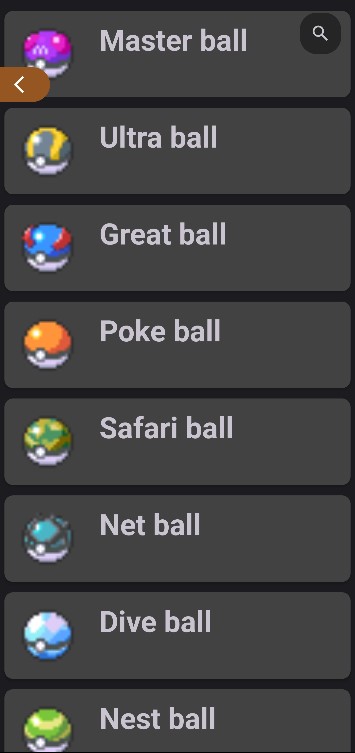 Master ball
Ultra ball
Great ball
Poke ball
Safari ball
Net ball
Dive ball
Nest ball